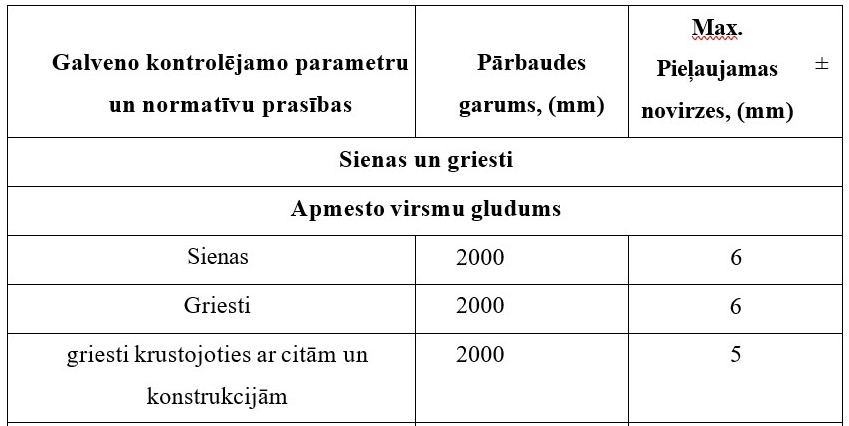 Galveno kontrolējamo parametru
un normatīvu prasības
Pārbaudes
garums, (mm)
Max.
Pieļaujamas ±
novirzes, (mm)
Sienas un griesti
Apmesto virsmu gludums
Sienas 2000 6
Griesti 2000 6
griesti krustojoties ar citām un 2000 5
konstrukcijām